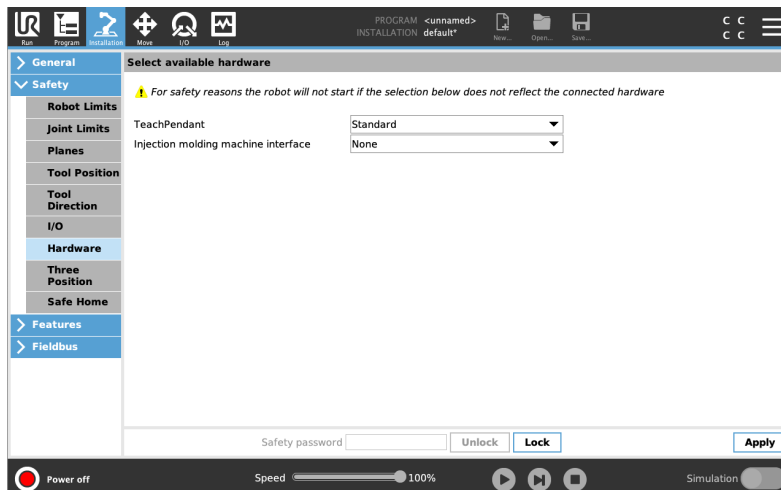 PROGRAM <unnamed>
INSTALLATION default*
UR
Run
Program
Installation
Move
I/O
Log
New...
Open...
Save...
C C
C C
General
Safety
Robot Limits
Joint Limits
Planes
Tool Position
Tool
Direction
I/O
Hardware
Three
Position
Safe Home
Features
Fieldbus
Select available hardware
For safety reasons the robot will not start if the selection below does not reflect the connected hardware
TeachPendant Standard
Injection molding machine interface None
Safety password Unlock Lock Apply
Power off Speed 100% Simulation